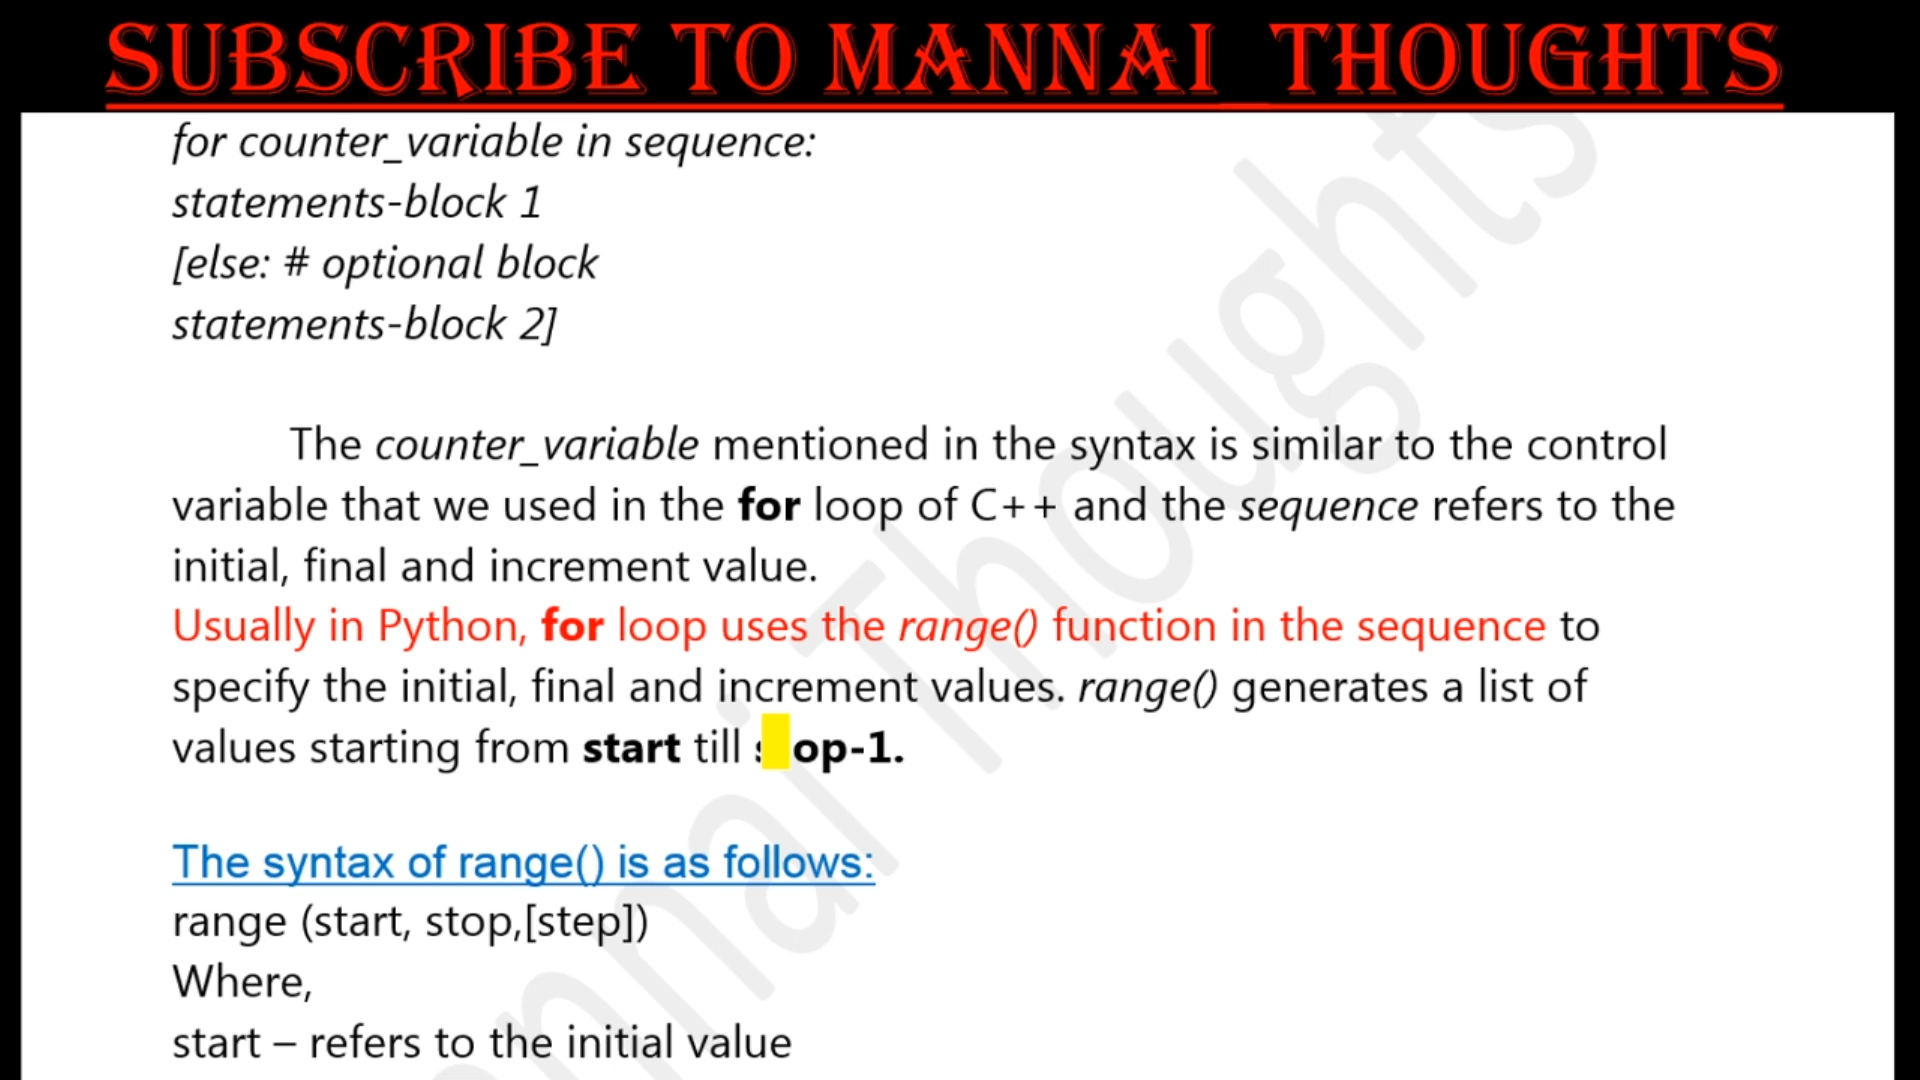 SUBSCRIBE TO MANNAI_THOUGHTS
for counter_variable in sequence:
statements-block 1
[else: # optional block
statements-block 2]
The counter_variable mentioned in the syntax is similar to the control
variable that we used in the for loop of C++ and the sequence refers to the
initial, final and increment value.
Usually in Python, for loop uses the range() function in the sequence to
specify the initial, final and increment values. range() generates a list of
values starting from start till op-1.
The syntax of range() is as follows:
range (start, stop,[step])
Where,
start – refers to the initial value
Mannai Thoughts